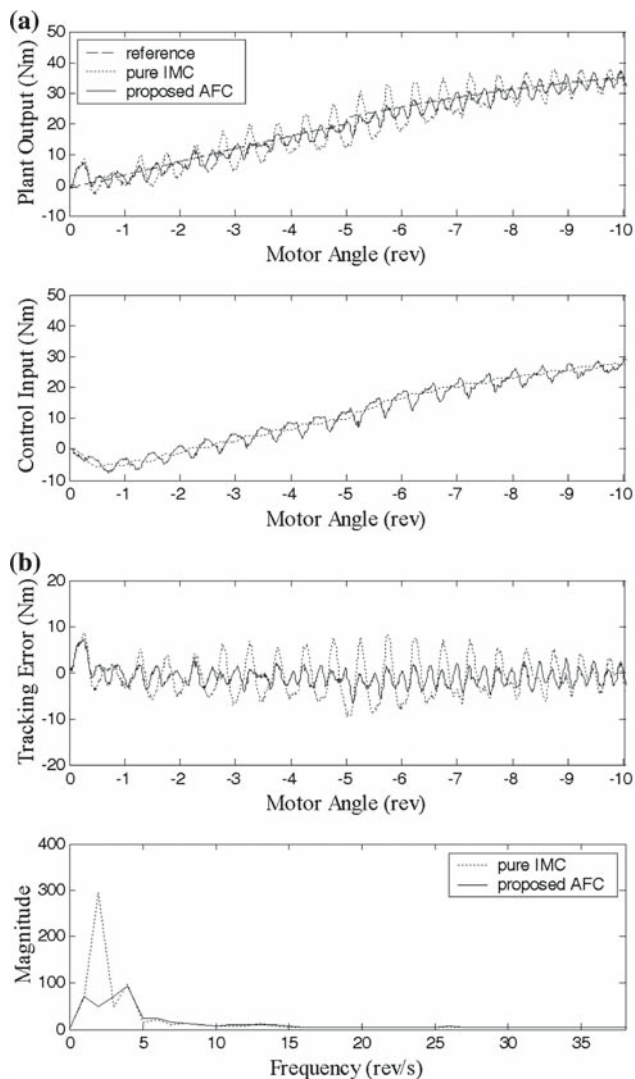 (a)
50
40
30
20
10
0
-10
Plant Output (Nm)
reference
pure IMC
proposed AFC
0 -1 -2 -3 -4 -5 -6 -7 -8 -9 -10
Motor Angle (rev)
50
40
30
20
10
0
-10
Control Input (Nm)
0 -1 -2 -3 -4 -5 -6 -7 -8 -9 -10
Motor Angle (rev)
(b)
20
10
0
-10
-20
Tracking Error (Nm)
0 -1 -2 -3 -4 -5 -6 -7 -8 -9 -10
Motor Angle (rev)
400
300
200
100
0
Magnitude
pure IMC
proposed AFC
0 5 10 15 20 25 30 35
Frequency (rev/s)